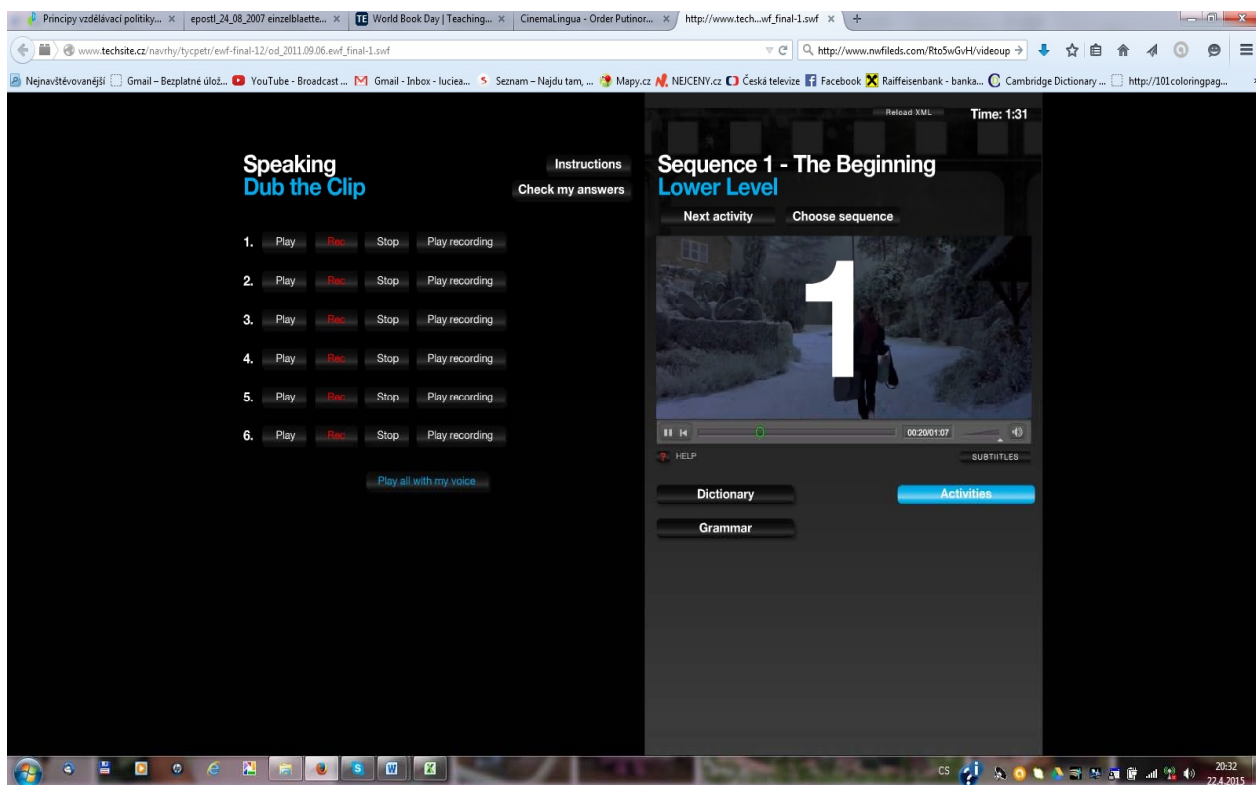 Principy vzdělávací politiky... ×
epostl_24_08_2007 einzelblaette... ×
TE World Book Day | Teaching... ×
CinemaLingua - Order Putinor... ×
http://www.tech...wf_final-1.swf ×
www.techsite.cz/navrhy/tycpetr/ewf-final-12/od_2011.09.06.ewf_final-1.swf
http://www.nwfileds.com/Rto5wGvH/videoup
Nejnavštěvovanější
Gmail – Bezplatné úlož...
YouTube - Broadcast ...
Gmail - Inbox - luciea...
Seznam – Najdu tam, ...
Mapy.cz
NEJCENY.cz
Česká televize
Facebook
Raiffeisenbank - banka...
Cambridge Dictionary ...
http://101coloringpag...
Speaking
Dub the Clip
Instructions
Check my answers
1. Play Rec Stop Play recording
2. Play Rec Stop Play recording
3. Play Rec Stop Play recording
4. Play Rec Stop Play recording
5. Play Rec Stop Play recording
6. Play Rec Stop Play recording
Play all with my voice
Reload XML
Time: 1:31
Sequence 1 - The Beginning
Lower Level
Next activity
Choose sequence
1
00:20/01:07
? HELP
SUBTIITLES
Dictionary
Activities
Grammar
CS
20:32
22.4.2015